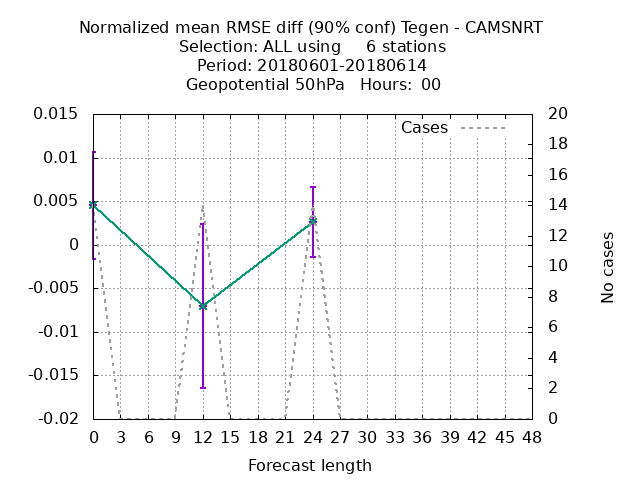 Normalized mean RMSE diff (90% conf) Tegen - CAMSNRT
Selection: ALL using 6 stations
Period: 20180601-20180614
Geopotential 50hPa Hours: 00
0.015
0.01
0.005
0
-0.005
-0.01
-0.015
-0.02
Cases
20
18
16
14
12
10
8
6
4
2
0
No cases
0 3 6 9 12 15 18 21 24 27 30 33 36 39 42 45 48
Forecast length